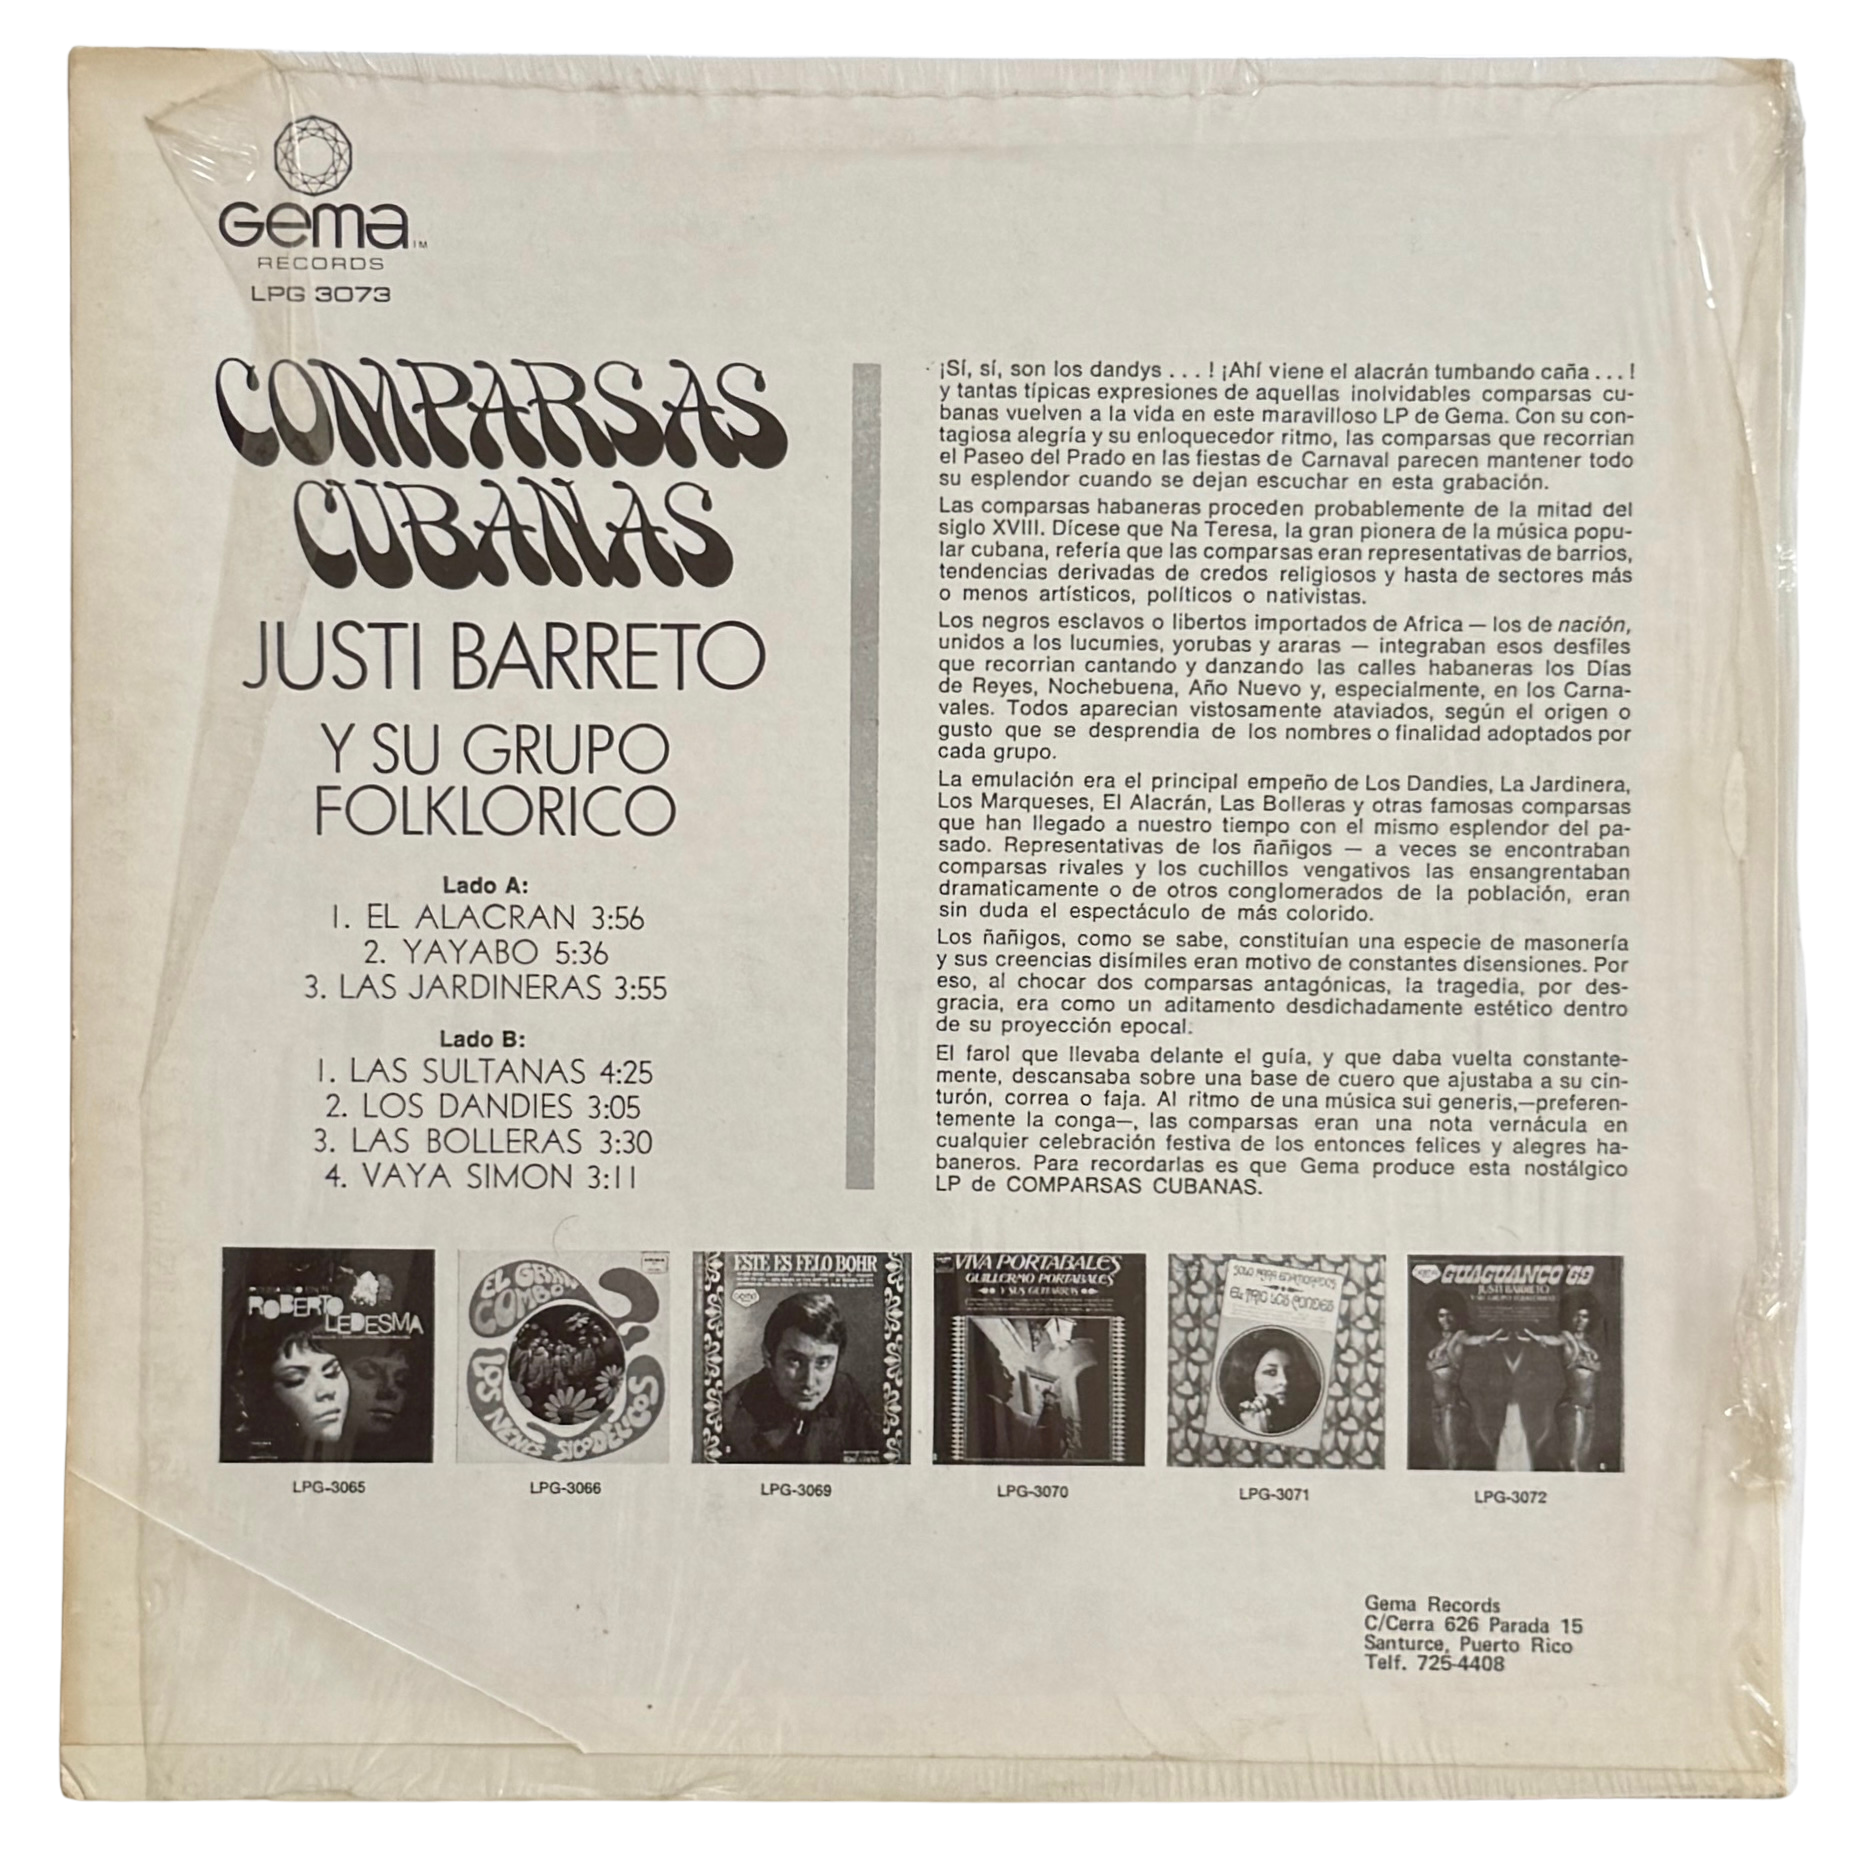 Gema TM
RECORDS
LPG 3073
COMPARSAS
CUBANAS
JUSTI BARRETO
Y SU GRUPO
FOLKLORICO
Lado A:
1. EL ALACRAN 3:56
2. YAYABO 5:36
3. LAS JARDINERAS 3:55
Lado B:
1. LAS SULTANAS 4:25
2. LOS DANDIES 3:05
3. LAS BOLLERAS 3:30
4. VAYA SIMON 3:11
¡Sí, sí, son los dandys . . . ! ¡Ahí viene el alacrán tumbando caña . . . !
y tantas típicas expresiones de aquellas inolvidables comparsas cu-
banas vuelven a la vida en este maravilloso LP de Gema. Con su con-
tagiosa alegría y su enloquecedor ritmo, las comparsas que recorrian
el Paseo del Prado en las fiestas de Carnaval parecen mantener todo
su esplendor cuando se dejan escuchar en esta grabación.
Las comparsas habaneras proceden probablemente de la mitad del
siglo XVIII. Dícese que Na Teresa, la gran pionera de la música popu-
lar cubana, refería que las comparsas eran representativas de barrios,
tendencias derivadas de credos religiosos y hasta de sectores más
o menos artísticos, políticos o nativistas.
Los negros esclavos o libertos importados de Africa — los de nación,
unidos a los lucumies, yorubas y araras — integraban esos desfiles
que recorrian cantando y danzando las calles habaneras los Días
de Reyes, Nochebuena, Año Nuevo y, especialmente, en los Carna-
vales. Todos aparecian vistosamente ataviados, según el origen o
gusto que se desprendia de los nombres o finalidad adoptados por
cada grupo.
La emulación era el principal empeño de Los Dandies, La Jardinera,
Los Marqueses, El Alacrán, Las Bolleras y otras famosas comparsas
que han llegado a nuestro tiempo con el mismo esplendor del pa-
sado. Representativas de los ñañigos — a veces se encontraban
comparsas rivales y los cuchillos vengativos las ensangrentaban
dramaticamente o de otros conglomerados de la población, eran
sin duda el espectáculo de más colorido.
Los ñañigos, como se sabe, constituían una especie de masonería
y sus creencias disímiles eran motivo de constantes disensiones. Por
eso, al chocar dos comparsas antagónicas, la tragedia, por des-
gracia, era como un aditamento desdichadamente estético dentro
de su proyección epocal.
El farol que llevaba delante el guía, y que daba vuelta constante-
mente, descansaba sobre una base de cuero que ajustaba a su cin-
turón, correa o faja. Al ritmo de una música sui generis,—preferen-
temente la conga—, las comparsas eran una nota vernácula en
cualquier celebración festiva de los entonces felices y alegres ha-
baneros. Para recordarlas es que Gema produce esta nostálgico
LP de COMPARSAS CUBANAS.
ROBERTO
LEDESMA
EL GRAN
COMBO
LOS NENES SICODELICOS
ESTE ES FELO BOHR
VIVA PORTABALES
GUILLERMO PORTABALES
Y SUS GUITARRAS
SOLO PARA ENAMORADOS
EL TRIO LOS CONDES
GUAGUANCO '69
JUSTI BARRETO
Y SU GRUPO FOLKLORICO
LPG-3065
LPG-3066
LPG-3069
LPG-3070
LPG-3071
LPG-3072
Gema Records
C/Cerra 626 Parada 15
Santurce, Puerto Rico
Telf. 725-4408